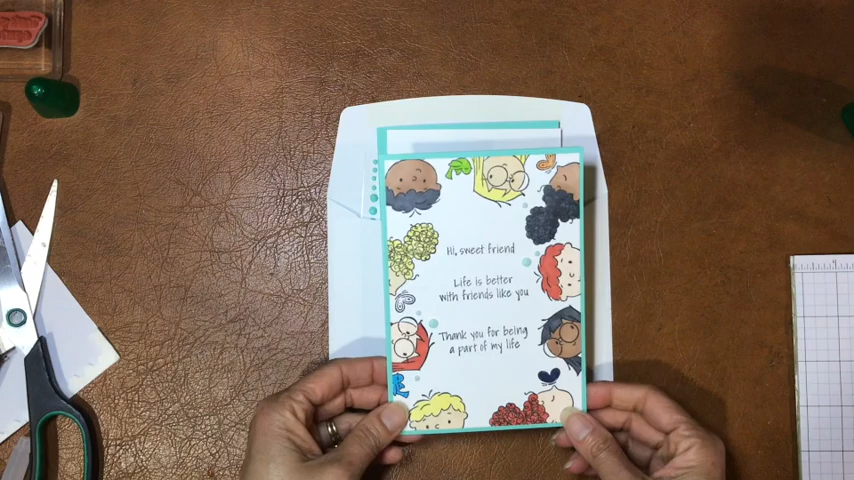 Hi, sweet friend
Life is better
with friends like you
Thank you for being
a part of my life